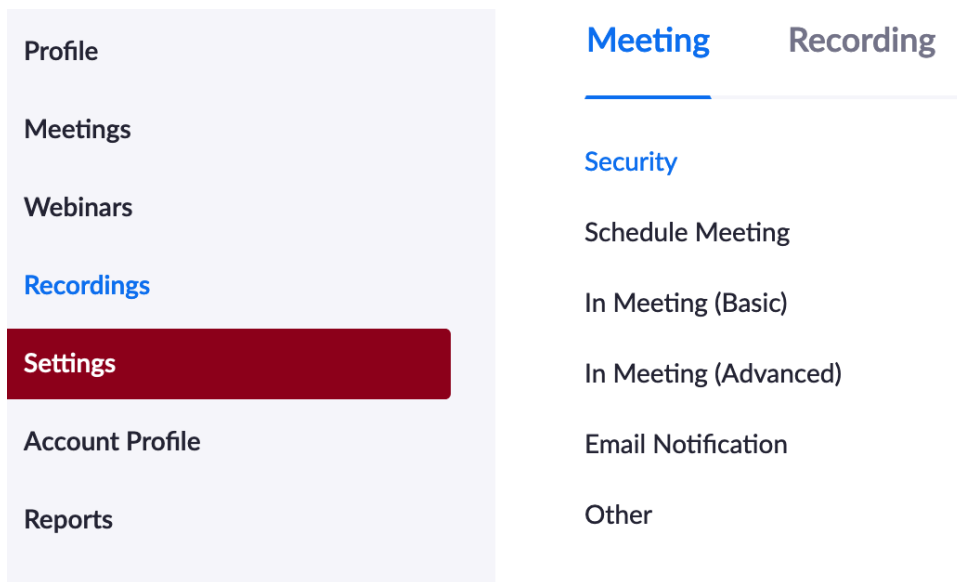 Profile
Meetings
Webinars
Recordings
Settings
Account Profile
Reports
Meeting Recording
Security
Schedule Meeting
In Meeting (Basic)
In Meeting (Advanced)
Email Notification
Other